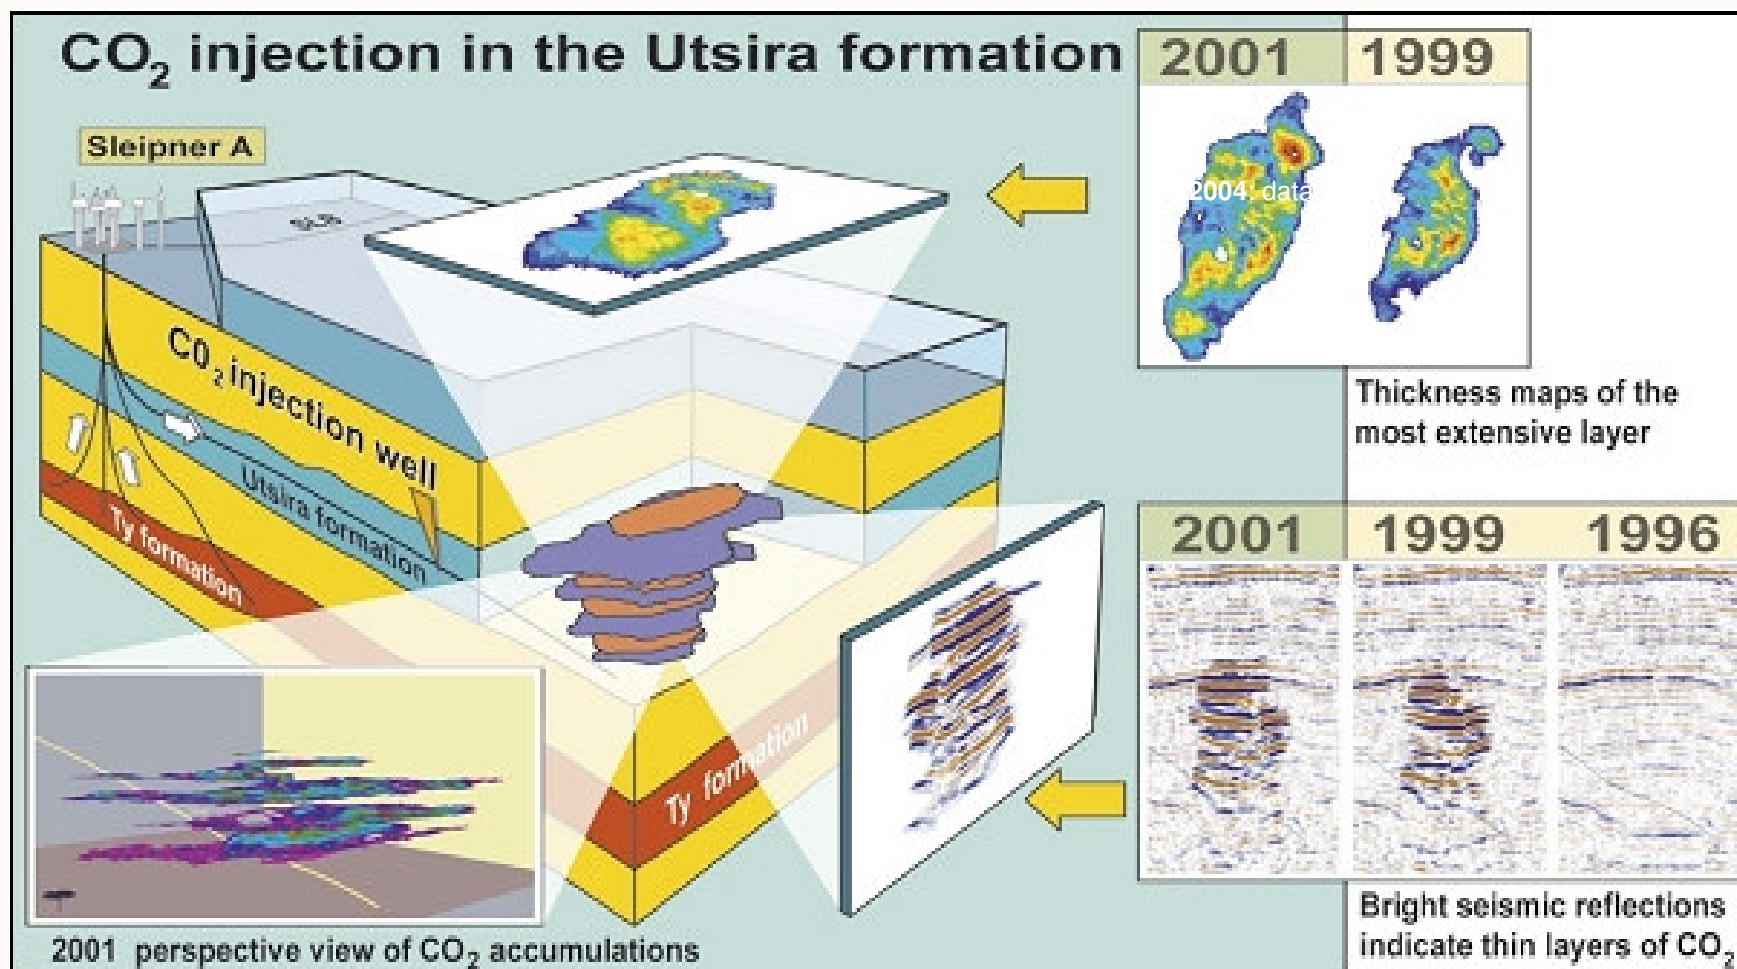 CO₂ injection in the Utsira formation
2001
1999
Sleipner A
2004: data
C0₂ injection well
Utsira formation
Ty formation
Ty formation
Thickness maps of the
most extensive layer
2001
1999
1996
2001 perspective view of CO₂ accumulations
Bright seismic reflections
indicate thin layers of CO₂